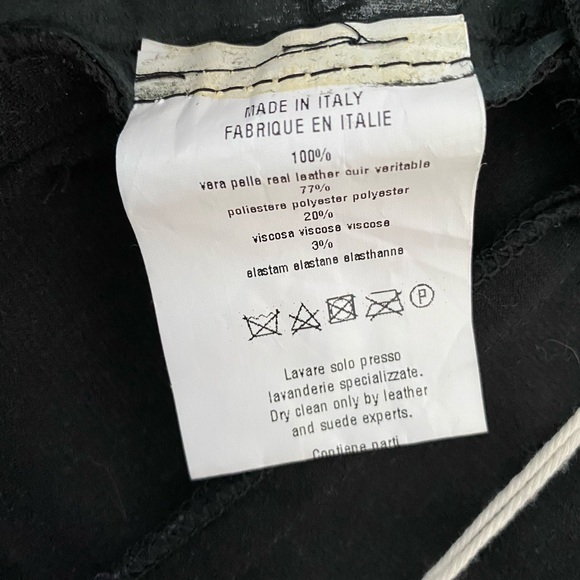 MADE IN ITALY
FABRIQUE EN ITALIE
100%
vera pelle real leather cuir veritable
77%
poliestere polyester polyester
20%
viscosa viscose viscose
3%
elastam elastane elasthanne
P
Lavare solo presso
lavanderie specializzate.
Dry clean only by leather
and suede experts.
Contiene parti